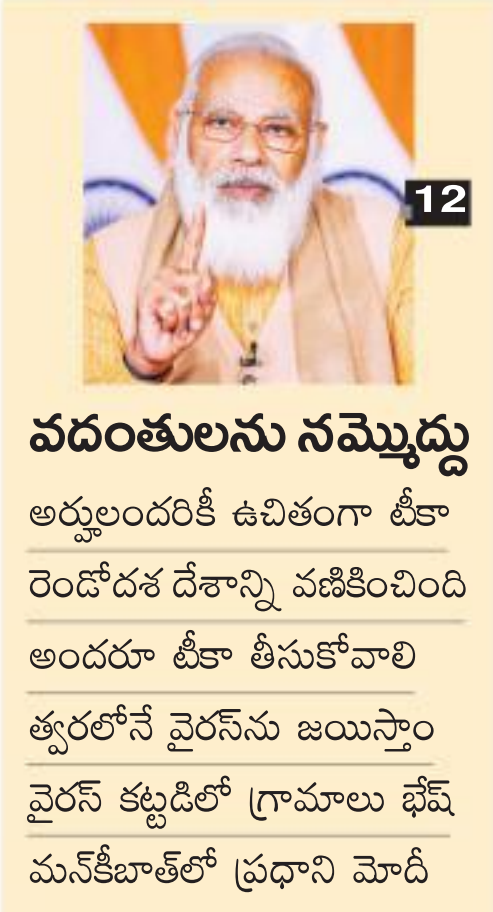 12
వదంతులను నమ్మొద్దు
అర్హులందరికీ ఉచితంగా టీకా
రెండోదశ దేశాన్ని వణికించింది
అందరూ టీకా తీసుకోవాలి
త్వరలోనే వైరస్‌ను జయిస్తాం
వైరస్ కట్టడిలో గ్రామాలు భేష్
మన్‌కీబాత్‌లో ప్రధాని మోదీ